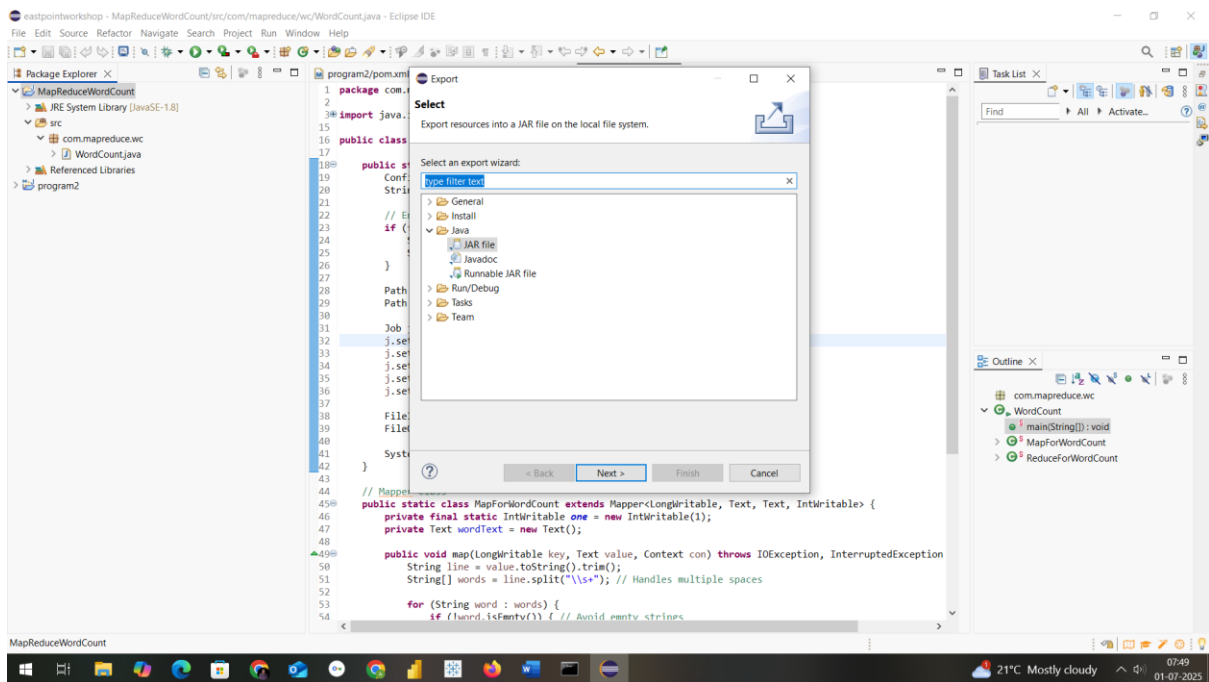 eastpointworkshop - MapReduceWordCount/src/com/mapreduce/wc/WordCount.java - Eclipse IDE
File Edit Source Refactor Navigate Search Project Run Window Help
Package Explorer
MapReduceWordCount
JRE System Library [JavaSE-1.8]
src
com.mapreduce.wc
WordCount.java
Referenced Libraries
program2
program2/pom.xml
1 package com.
2
3 import java.
15
16 public class
17
18 public s
19 Conf
20 Stri
21
22 // E
23 if (
24
25
26 }
27
28 Path
29 Path
30
31 Job
32 j.se
33 j.se
34 j.se
35 j.se
36 j.se
37
38 File
39 File
40
41 Syst
42 }
43
44 // Mapper Class
45 public static class MapForWordCount extends Mapper<LongWritable, Text, Text, IntWritable> {
46 private final static IntWritable one = new IntWritable(1);
47 private Text wordText = new Text();
48
49 public void map(LongWritable key, Text value, Context con) throws IOException, InterruptedException
50 String line = value.toString().trim();
51 String[] words = line.split("\\s+"); // Handles multiple spaces
52
53 for (String word : words) {
54 if (!word.isEmpty()) { // Avoid empty strings
Export
Select
Export resources into a JAR file on the local file system.
Select an export wizard:
type filter text
General
Install
Java
JAR file
Javadoc
Runnable JAR file
Run/Debug
Tasks
Team
< Back Next > Finish Cancel
Task List
Find All Activate...
Outline
com.mapreduce.wc
WordCount
main(String[]) : void
MapForWordCount
ReduceForWordCount
MapReduceWordCount
21°C Mostly cloudy
07:49
01-07-2025